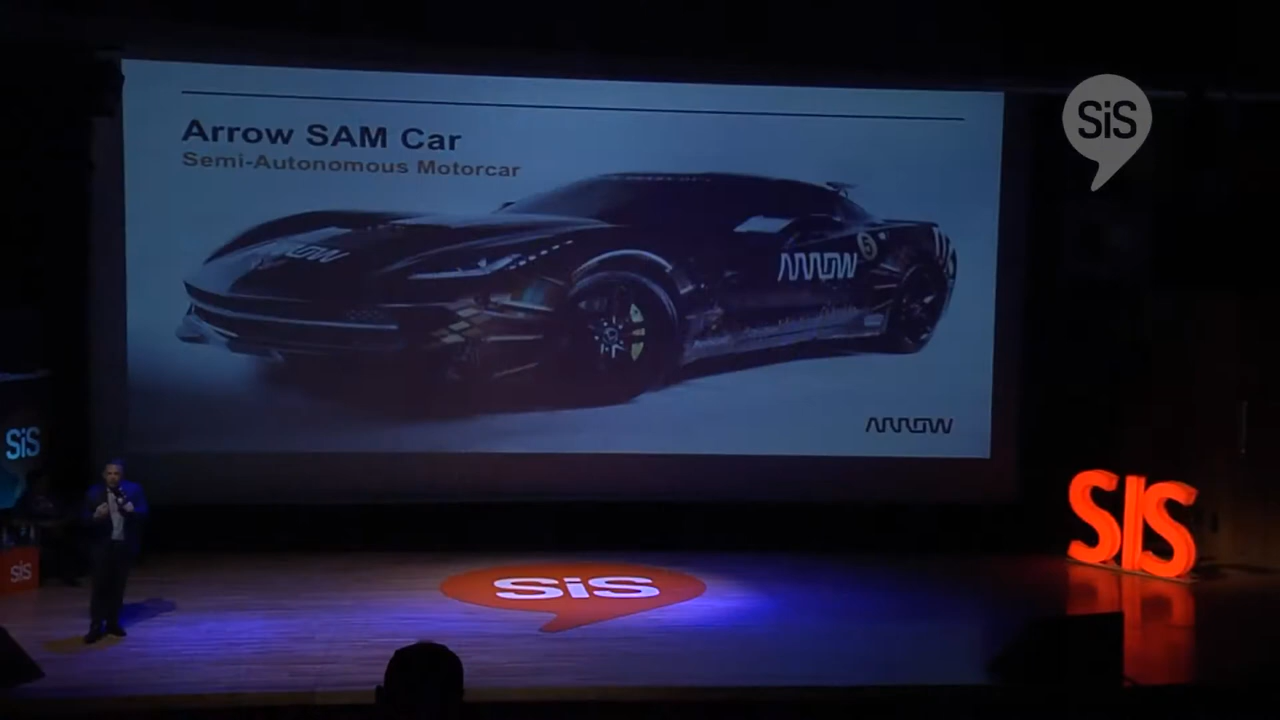 SiS
Arrow SAM Car
Semi-Autonomous Motorcar
ARROW
ARROW
5
ARROW
SiS
SIS
sis
SiS